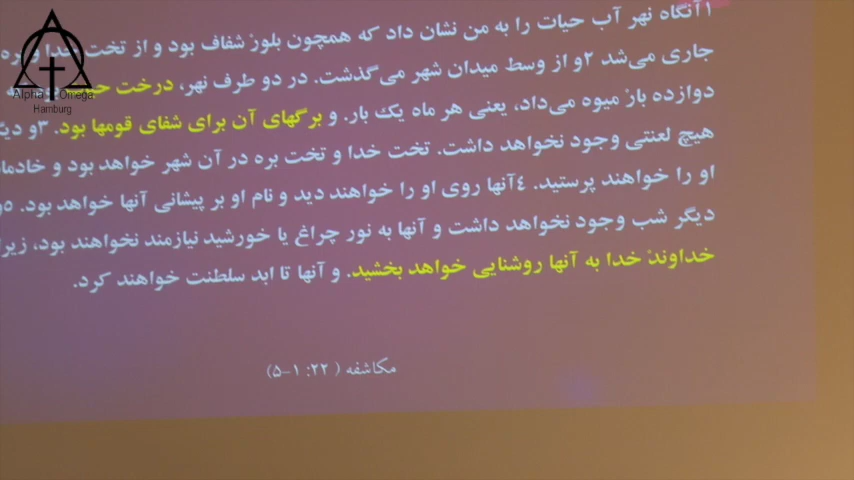 ۱آنگاه نهر آب حیات را به من نشان داد که همچون بلورْ شفاف بود و از تخت خدا و
جاری می‌شد ۲و از وسط میدان شهر می‌گذشت. در دو طرف نهر، درخت
دوازده بارْ میوه می‌داد، یعنی هر ماه یک بار. و برگهای آن برای شفای قومها بود. ۳و
هیچ لعنتی وجود نخواهد داشت. تخت خدا و تخت بره در آن شهر خواهد بود و
او را خواهند پرستید. ٤آنها روی او را خواهند دید و نام او بر پیشانی آنها خواهد بود.
دیگر شب وجود نخواهد داشت و آنها به نور چراغ یا خورشید نیازمند نخواهند بود، زیرا
خداوندْ خدا به آنها روشنایی خواهد بخشید. و آنها تا ابد سلطنت خواهند کرد.
مکاشفه ( ۲۲: ۱-۵)
Alpha Omega
Hamburg